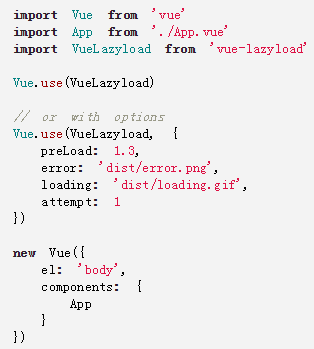 import Vue from 'vue'
import App from './App.vue'
import VueLazyload from 'vue-lazyload'

Vue.use(VueLazyload)

// or with options
Vue.use(VueLazyload, {
    preLoad: 1.3,
    error: 'dist/error.png',
    loading: 'dist/loading.gif',
    attempt: 1
})

new Vue({
    el: 'body',
    components: {
        App
    }
})